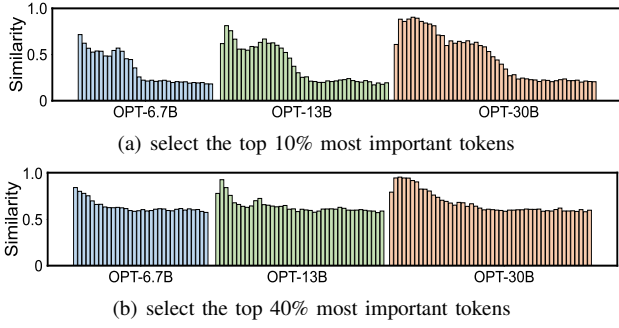 1.0
0.5
0
Similarity
OPT-6.7B OPT-13B OPT-30B
(a) select the top 10% most important tokens
1.0
0.5
0
Similarity
OPT-6.7B OPT-13B OPT-30B
(b) select the top 40% most important tokens